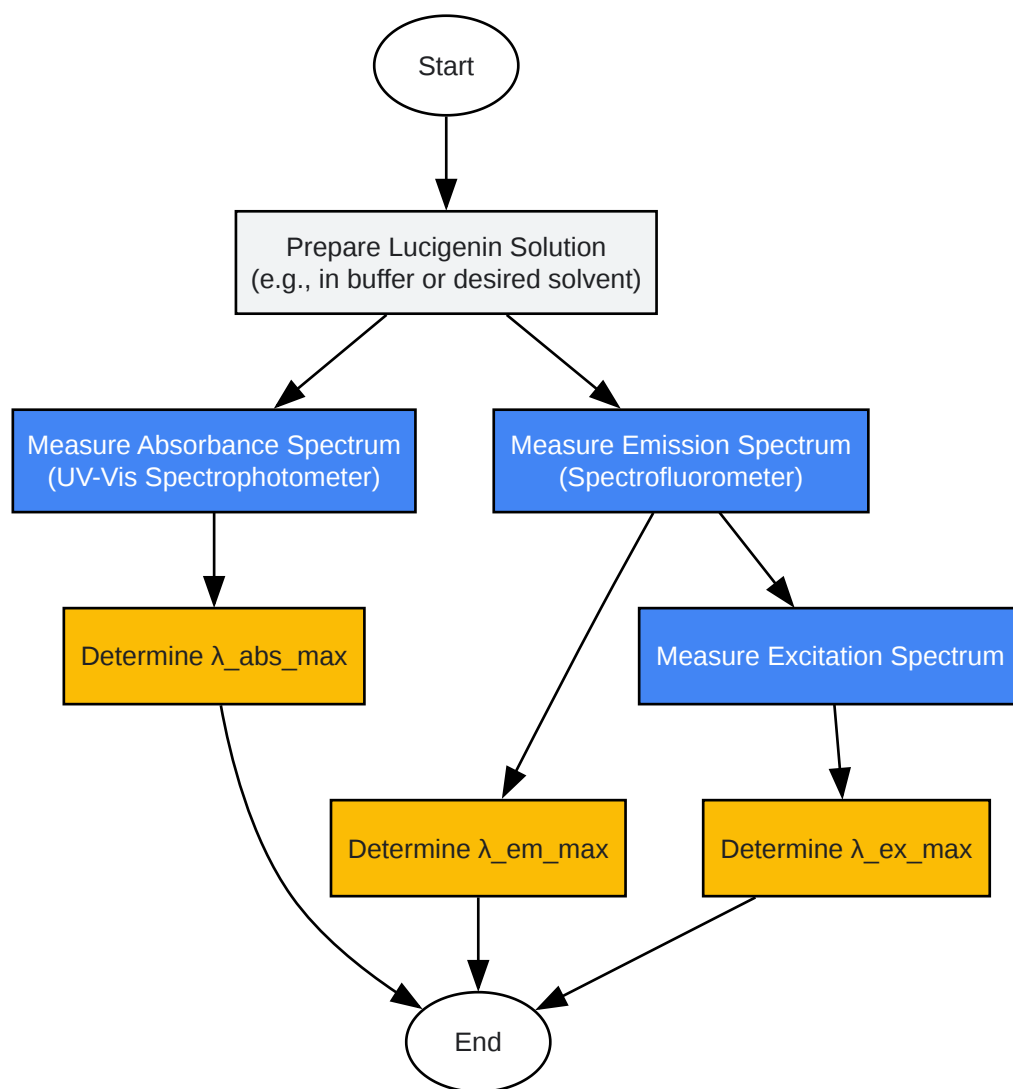 Start
Prepare Lucigenin Solution
(e.g., in buffer or desired solvent)
Measure Absorbance Spectrum
(UV-Vis Spectrophotometer)
Measure Emission Spectrum
(Spectrofluorometer)
Determine λ_abs_max
Measure Excitation Spectrum
Determine λ_em_max
Determine λ_ex_max
End